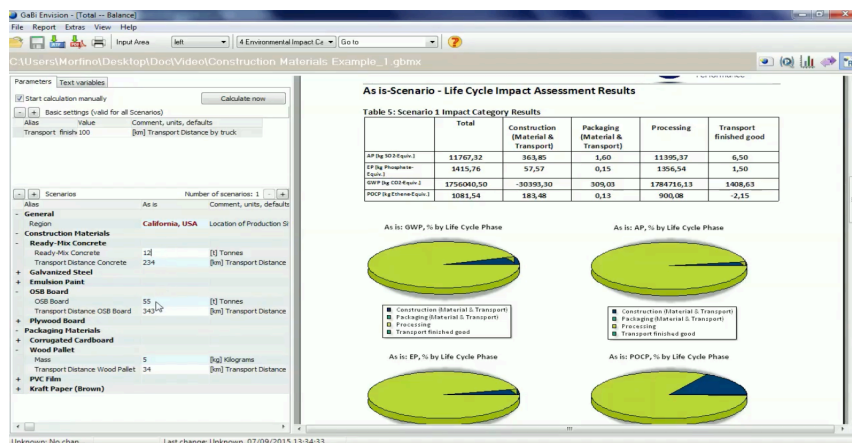 GaBi Envision - [Total -- Balance]
File Report Extras View Help
Input Area left 4 Environmental Impact Ca Go to
C:\Users\Morfino\Desktop\Doc\Video\Construction Materials Example_1.gbmx
Parameters Text variables
Start calculation manually Calculate now
- + Basic settings (valid for all Scenarios)
Alias Value Comment, units, defaults
Transport finish 100 [km] Transport Distance by truck
- + Scenarios Number of scenarios: 1 - +
Alias As is Comment, units, defaults
- General
Region California, USA Location of Production Si
- Construction Materials
- Ready-Mix Concrete
Ready-Mix Concrete 12 [t] Tonnes
Transport Distance Concrete 234 [km] Transport Distance
+ Galvanized Steel
+ Emulsion Paint
- OSB Board
OSB Board 55 [t] Tonnes
Transport Distance OSB Board 343 [km] Transport Distance
+ Plywood Board
- Packaging Materials
+ Corrugated Cardboard
- Wood Pallet
Mass 5 [kg] Kilograms
Transport Distance Wood Pallet 34 [km] Transport Distance
+ PVC Film
+ Kraft Paper (Brown)
As is-Scenario - Life Cycle Impact Assessment Results
Table 5: Scenario 1 Impact Category Results
Total Construction (Material & Transport) Packaging (Material & Transport) Processing Transport finished good
AP [kg SO2-Equiv.] 11767,32 363,85 1,60 11395,37 6,50
EP [kg Phosphate-Equiv.] 1415,76 57,57 0,15 1356,54 1,50
GWP [kg CO2-Equiv.] 1756040,50 -30393,30 309,03 1784716,13 1408,63
POCP [kg Ethene-Equiv.] 1081,54 183,48 0,13 900,08 -2,15
As is: GWP, % by Life Cycle Phase
Construction (Material & Transport)
Packaging (Material & Transport)
Processing
Transport finished good
As is: AP, % by Life Cycle Phase
Construction (Material & Transport)
Packaging (Material & Transport)
Processing
Transport finished good
As is: EP, % by Life Cycle Phase
As is: POCP, % by Life Cycle Phase
Unknown: No chan Last change: Unknown, 07/09/2015 13:34:33